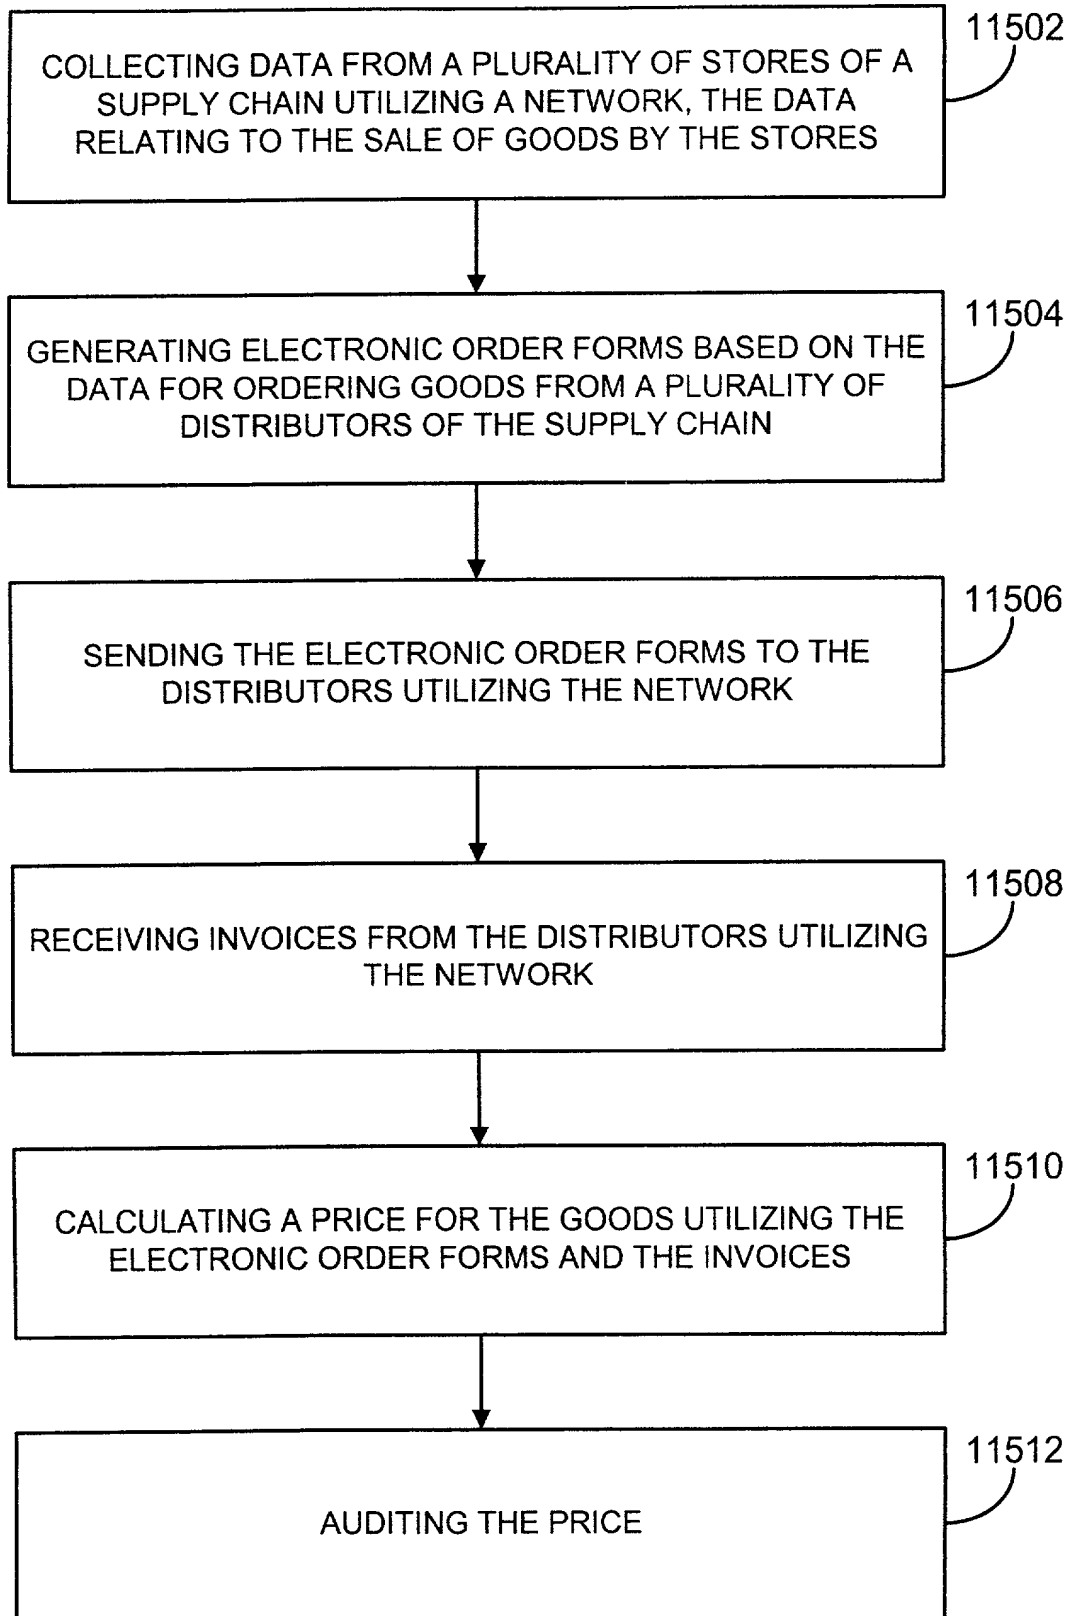 11502
COLLECTING DATA FROM A PLURALITY OF STORES OF A
SUPPLY CHAIN UTILIZING A NETWORK, THE DATA
RELATING TO THE SALE OF GOODS BY THE STORES
11504
GENERATING ELECTRONIC ORDER FORMS BASED ON THE
DATA FOR ORDERING GOODS FROM A PLURALITY OF
DISTRIBUTORS OF THE SUPPLY CHAIN
11506
SENDING THE ELECTRONIC ORDER FORMS TO THE
DISTRIBUTORS UTILIZING THE NETWORK
11508
RECEIVING INVOICES FROM THE DISTRIBUTORS UTILIZING
THE NETWORK
11510
CALCULATING A PRICE FOR THE GOODS UTILIZING THE
ELECTRONIC ORDER FORMS AND THE INVOICES
11512
AUDITING THE PRICE